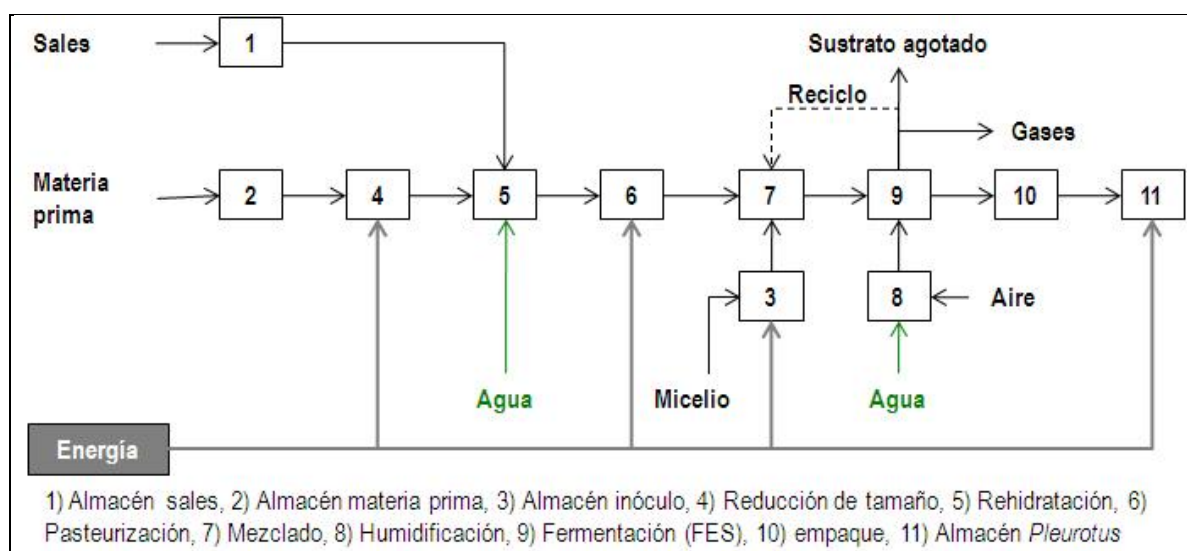 Sales
1
Sustrato agotado
Reciclo
Gases
Materia
prima
2
4
5
6
7
9
10
11
3
8
Aire
Agua
Micelio
Agua
Energía
1) Almacén sales, 2) Almacén materia prima, 3) Almacén inóculo, 4) Reducción de tamaño, 5) Rehidratación, 6)
Pasteurización, 7) Mezclado, 8) Humidificación, 9) Fermentación (FES), 10) empaque, 11) Almacén Pleurotus